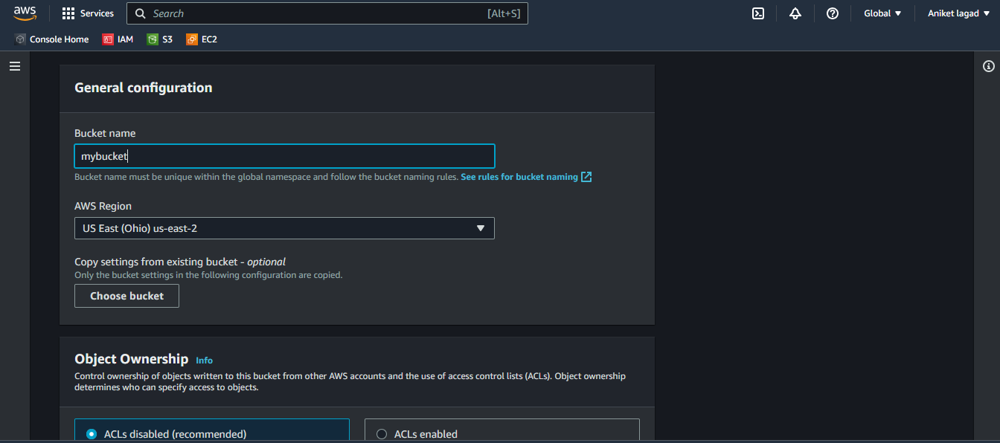 aws
Services
Search [Alt+S]
Global ▼
Aniket lagad ▼
Console Home
IAM
S3
EC2
General configuration
Bucket name
mybucket
Bucket name must be unique within the global namespace and follow the bucket naming rules. See rules for bucket naming
AWS Region
US East (Ohio) us-east-2
Copy settings from existing bucket - optional
Only the bucket settings in the following configuration are copied.
Choose bucket
Object Ownership Info
Control ownership of objects written to this bucket from other AWS accounts and the use of access control lists (ACLs). Object ownership
determines who can specify access to objects.
ACLs disabled (recommended)
ACLs enabled